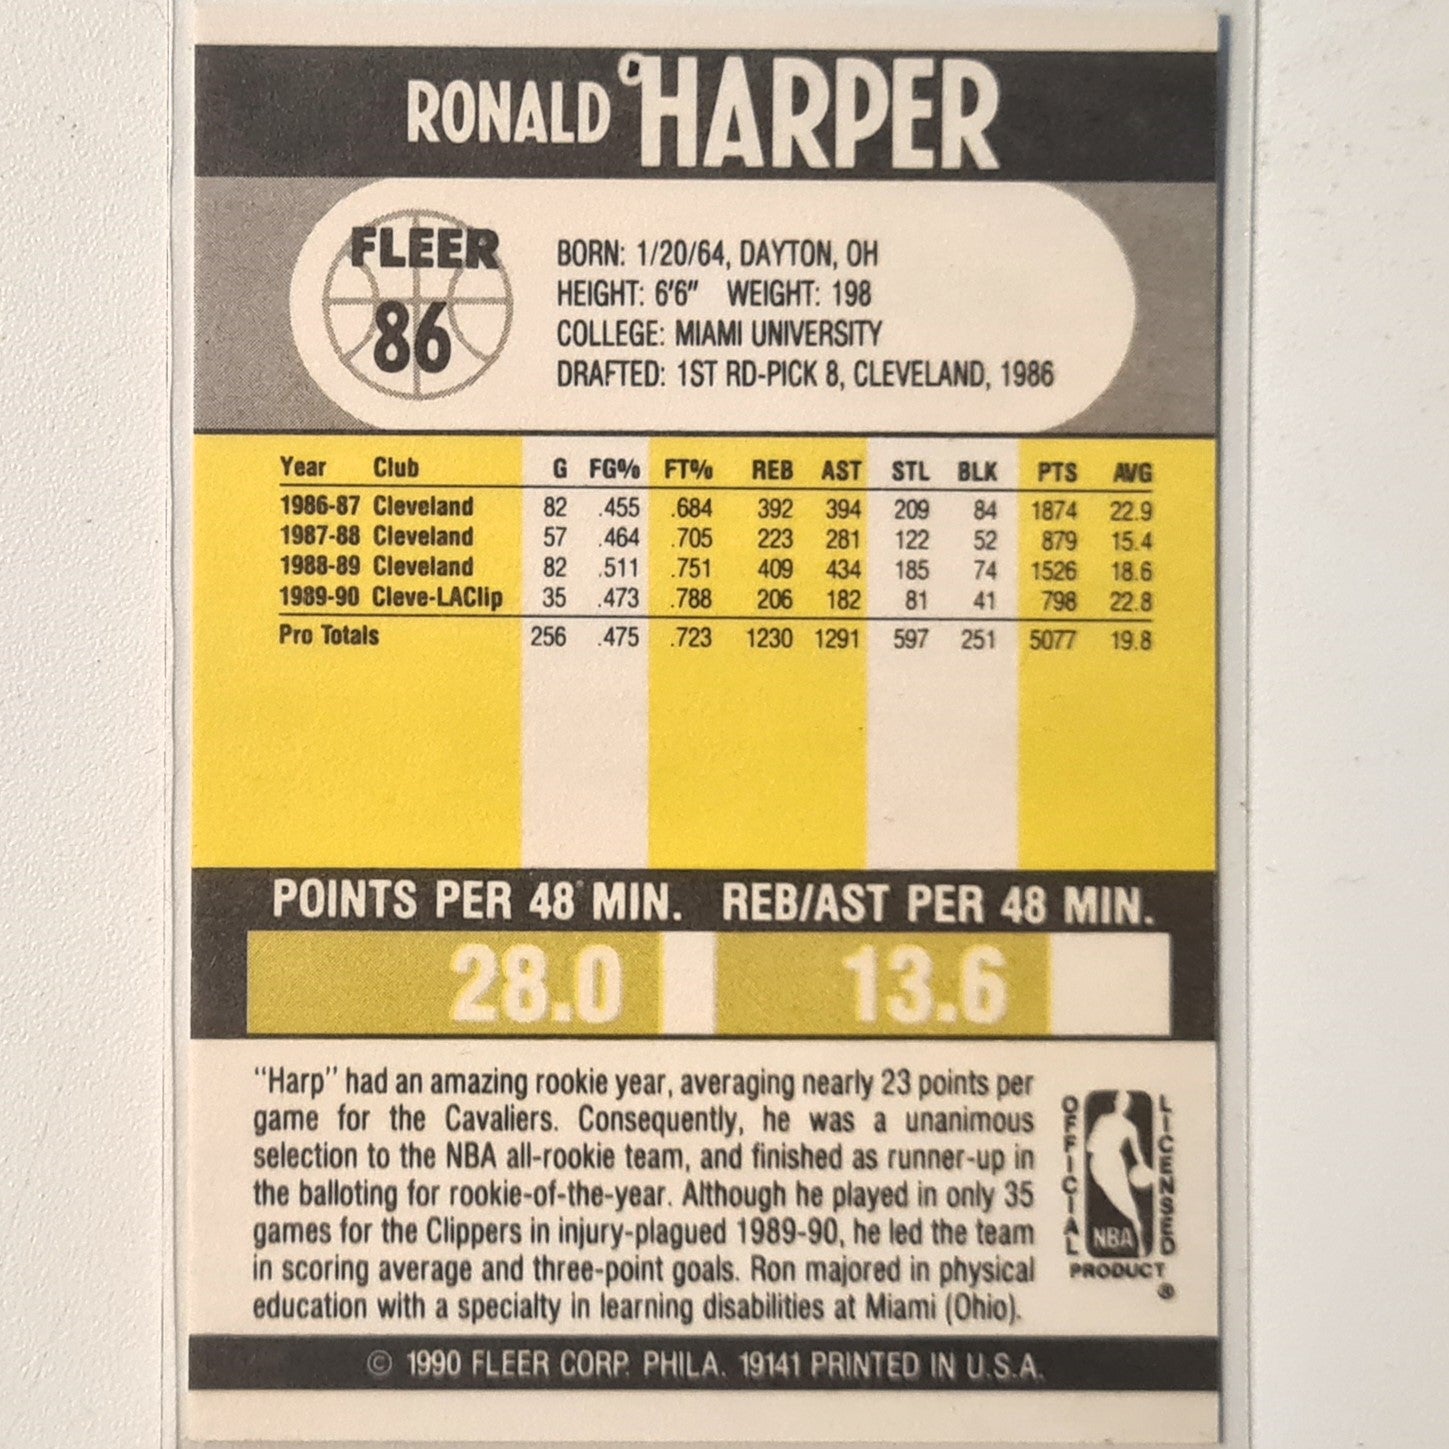 RONALD HARPER
FLEER
86
BORN: 1/20/64, DAYTON, OH
HEIGHT: 6'6" WEIGHT: 198
COLLEGE: MIAMI UNIVERSITY
DRAFTED: 1ST RD-PICK 8, CLEVELAND, 1986
Year Club G FG% FT% REB AST STL BLK PTS AVG
1986-87 Cleveland 82 .455 .684 392 394 209 84 1874 22.9
1987-88 Cleveland 57 .464 .705 223 281 122 52 879 15.4
1988-89 Cleveland 82 .511 .751 409 434 185 74 1526 18.6
1989-90 Cleve-LAClip 35 .473 .788 206 182 81 41 798 22.8
Pro Totals 256 .475 .723 1230 1291 597 251 5077 19.8
POINTS PER 48 MIN. REB/AST PER 48 MIN.
28.0 13.6
"Harp" had an amazing rookie year, averaging nearly 23 points per
game for the Cavaliers. Consequently, he was a unanimous
selection to the NBA all-rookie team, and finished as runner-up in
the balloting for rookie-of-the-year. Although he played in only 35
games for the Clippers in injury-plagued 1989-90, he led the team
in scoring average and three-point goals. Ron majored in physical
education with a specialty in learning disabilities at Miami (Ohio).
OFFICIAL LICENSED
NBA
PRODUCT ®
© 1990 FLEER CORP. PHILA. 19141 PRINTED IN U.S.A.